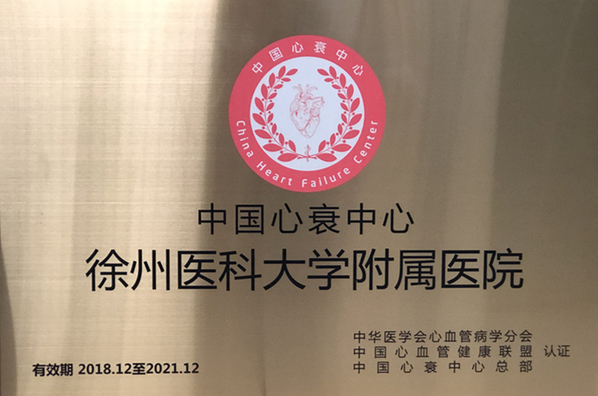 中国心衰中心
China Heart Failure Center
中国心衰中心
徐州医科大学附属医院
中华医学会心血管病学分会
中国心血管健康联盟 认证
中国心衰中心总部
有效期 2018.12至2021.12